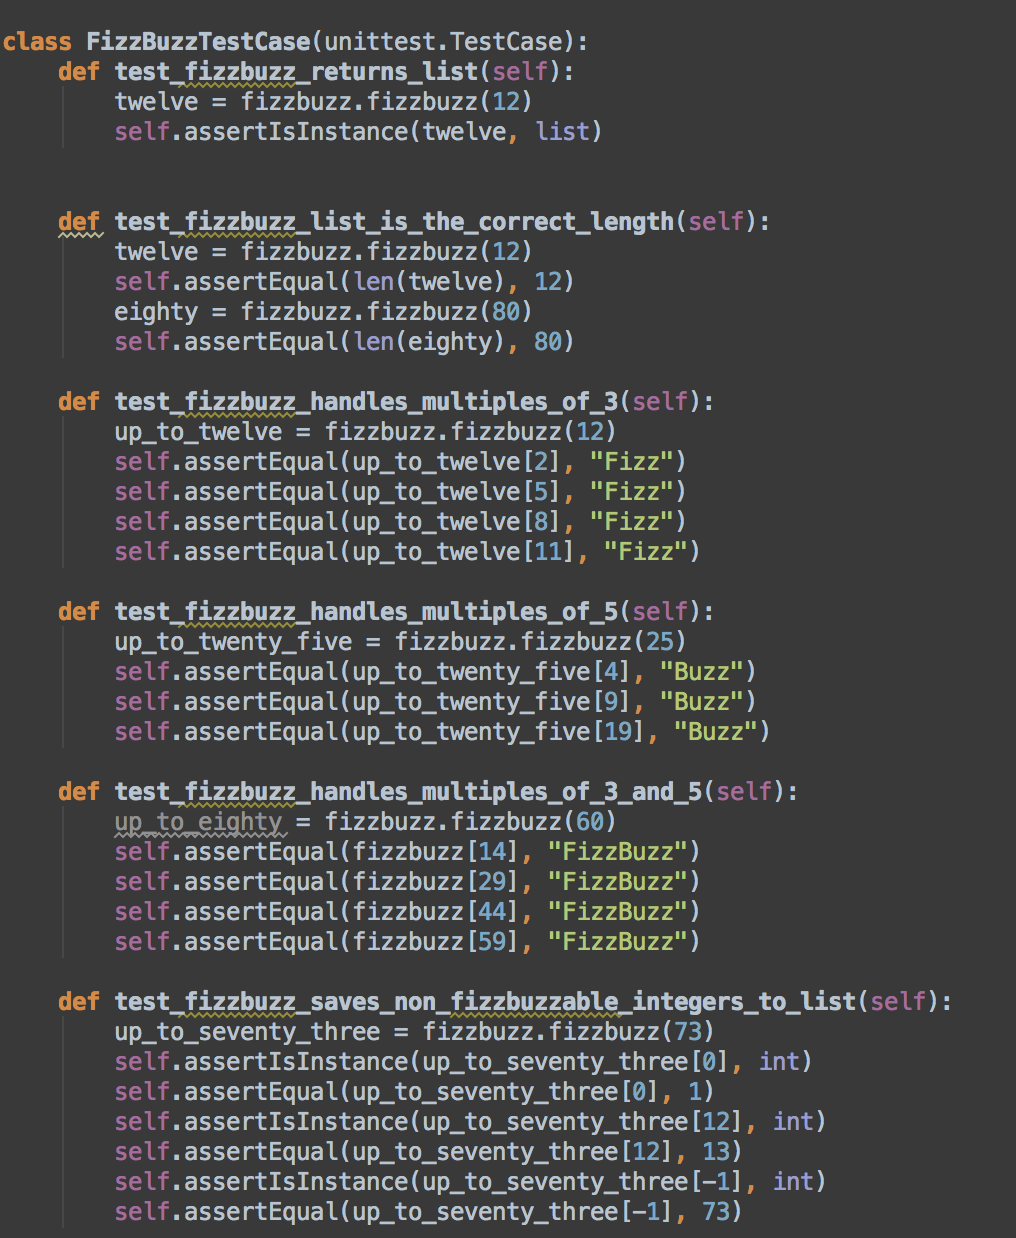 class FizzBuzzTestCase(unittest.TestCase):
    def test_fizzbuzz_returns_list(self):
        twelve = fizzbuzz.fizzbuzz(12)
        self.assertIsInstance(twelve, list)
    def test_fizzbuzz_list_is_the_correct_length(self):
        twelve = fizzbuzz.fizzbuzz(12)
        self.assertEqual(len(twelve), 12)
        eighty = fizzbuzz.fizzbuzz(80)
        self.assertEqual(len(eighty), 80)
    def test_fizzbuzz_handles_multiples_of_3(self):
        up_to_twelve = fizzbuzz.fizzbuzz(12)
        self.assertEqual(up_to_twelve[2], "Fizz")
        self.assertEqual(up_to_twelve[5], "Fizz")
        self.assertEqual(up_to_twelve[8], "Fizz")
        self.assertEqual(up_to_twelve[11], "Fizz")
    def test_fizzbuzz_handles_multiples_of_5(self):
        up_to_twenty_five = fizzbuzz.fizzbuzz(25)
        self.assertEqual(up_to_twenty_five[4], "Buzz")
        self.assertEqual(up_to_twenty_five[9], "Buzz")
        self.assertEqual(up_to_twenty_five[19], "Buzz")
    def test_fizzbuzz_handles_multiples_of_3_and_5(self):
        up_to_eighty = fizzbuzz.fizzbuzz(60)
        self.assertEqual(fizzbuzz[14], "FizzBuzz")
        self.assertEqual(fizzbuzz[29], "FizzBuzz")
        self.assertEqual(fizzbuzz[44], "FizzBuzz")
        self.assertEqual(fizzbuzz[59], "FizzBuzz")
    def test_fizzbuzz_saves_non_fizzbuzzable_integers_to_list(self):
        up_to_seventy_three = fizzbuzz.fizzbuzz(73)
        self.assertIsInstance(up_to_seventy_three[0], int)
        self.assertEqual(up_to_seventy_three[0], 1)
        self.assertIsInstance(up_to_seventy_three[12], int)
        self.assertEqual(up_to_seventy_three[12], 13)
        self.assertIsInstance(up_to_seventy_three[-1], int)
        self.assertEqual(up_to_seventy_three[-1], 73)